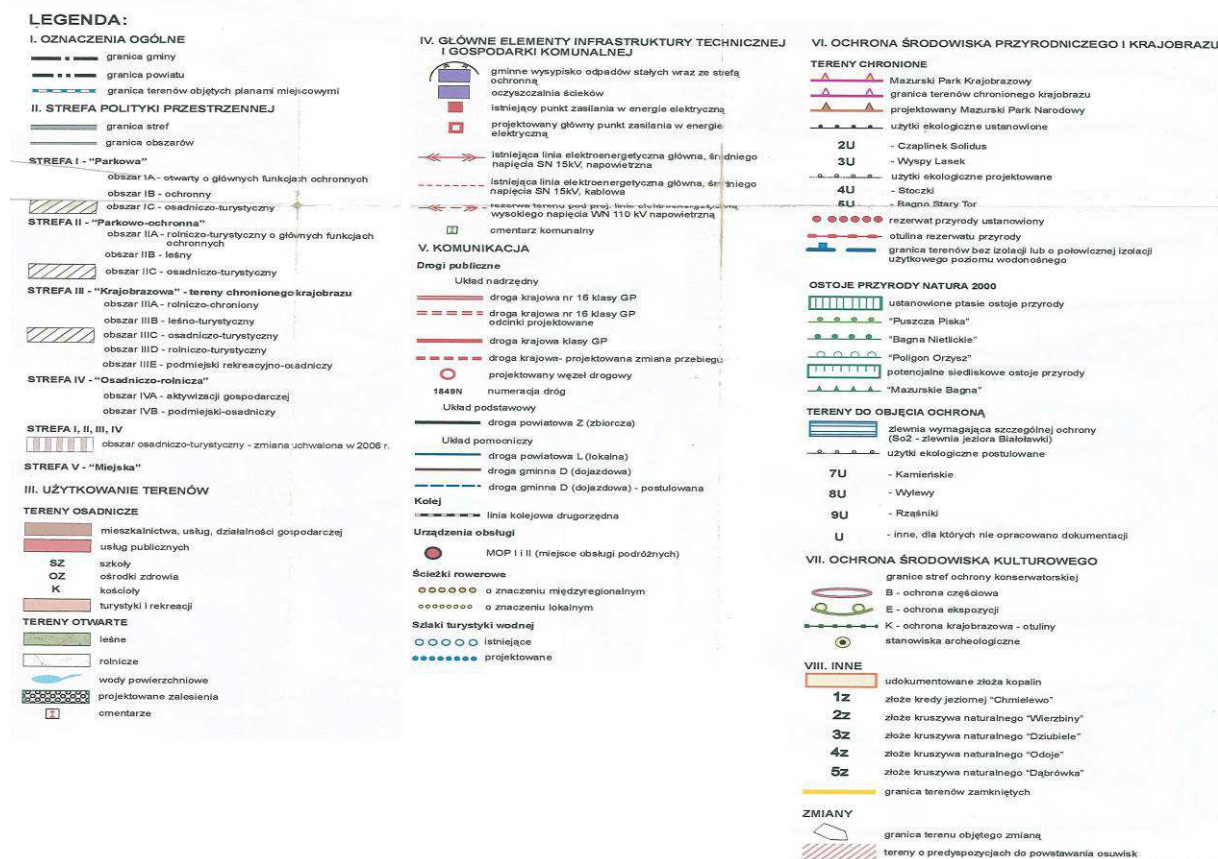 LEGENDA:
I. OZNACZENIA OGÓLNE
granica gminy
granica powiatu
granica terenów objętych planami miejscowymi
II. STREFA POLITYKI PRZESTRZENNEJ
granica stref
granica obszarów
STREFA I - "Parkowa"
obszar IA - otwarty o głównych funkcjach ochronnych
obszar IB - ochronny
obszar IC - osadniczo-turystyczny
STREFA II - "Parkowo-ochronna"
obszar IIA - rolniczo-turystyczny o głównych funkcjach
ochronnych
obszar IIB - leśny
obszar IIC - osadniczo-turystyczny
STREFA III - "Krajobrazowa" - tereny chronionego krajobrazu
obszar IIIA - rolniczo-chroniony
obszar IIIB - leśno-turystyczny
obszar IIIC - osadniczo-turystyczny
obszar IIID - rolniczo-turystyczny
obszar IIIE - podmiejski rekreacyjno-osadniczy
STREFA IV - "Osadniczo-rolnicza"
obszar IVA - aktywizacji gospodarczej
obszar IVB - podmiejski-osadniczy
STREFA I, II, III, IV
obszar osadniczo-turystyczny - zmiana uchwalona w 2006 r.
STREFA V - "Miejska"
III. UŻYTKOWANIE TERENÓW
TERENY OSADNICZE
mieszkalnictwa, usług, działalności gospodarczej
usług publicznych
SZ szkoły
OZ ośrodki zdrowia
K kościoły
turystyki i rekreacji
TERENY OTWARTE
leśne
rolnicze
wody powierzchniowe
projektowane zalesienia
cmentarze
IV. GŁÓWNE ELEMENTY INFRASTRUKTURY TECHNICZNEJ
I GOSPODARKI KOMUNALNEJ
gminne wysypisko odpadów stałych wraz ze strefą
ochronną
oczyszczalnia ścieków
istniejący punkt zasilania w energie elektryczną
projektowany główny punkt zasilania w energie
elektryczną
istniejąca linia elektroenergetyczna główna, średniego
napięcia SN 15kV, napowietrzna
istniejąca linia elektroenergetyczna główna, średniego
napięcia SN 15kV, kablowa
rezerwa terenu pod proj. linie elektroenergetyczną
wysokiego napięcia WN 110 kV napowietrzną
cmentarz komunalny
V. KOMUNIKACJA
Drogi publiczne
Układ nadrzędny
droga krajowa nr 16 klasy GP
droga krajowa nr 16 klasy GP
odcinki projektowane
droga krajowa klasy GP
droga krajowa- projektowana zmiana przebiegu
projektowany węzeł drogowy
1849N numeracja dróg
Układ podstawowy
droga powiatowa Z (zbiorcza)
Układ pomocniczy
droga powiatowa L (lokalna)
droga gminna D (dojazdowa)
droga gminna D (dojazdowa) - postulowana
Kolej
linia kolejowa drugorzędna
Urządzenia obsługi
MOP I i II (miejsce obsługi podróżnych)
Ścieżki rowerowe
o znaczeniu międzyregionalnym
o znaczeniu lokalnym
Szlaki turystyki wodnej
istniejące
projektowane
VI. OCHRONA ŚRODOWISKA PRZYRODNICZEGO I KRAJOBRAZU
TERENY CHRONIONE
Mazurski Park Krajobrazowy
granica terenów chronionego krajobrazu
projektowany Mazurski Park Narodowy
użytki ekologiczne ustanowione
2U - Czaplinek Solidus
3U - Wyspy Lasek
użytki ekologiczne projektowane
4U - Stoczki
5U - Bagno Stary Tor
rezerwat przyrody ustanowiony
otulina rezerwatu przyrody
granica terenów bez izolacji lub o połowicznej izolacji
użytkowego poziomu wodonośnego
OSTOJE PRZYRODY NATURA 2000
ustanowione ptasie ostoje przyrody
"Puszcza Piska"
"Bagna Nietlickie"
"Poligon Orzysz"
potencjalne siedliskowe ostoje przyrody
"Mazurskie Bagna"
TERENY DO OBJĘCIA OCHRONĄ
zlewnia wymagająca szczególnej ochrony
(So2 - zlewnia jeziora Białoławki)
użytki ekologiczne postulowane
7U - Kamieńskie
8U - Wylewy
9U - Rząśniki
U - inne, dla których nie opracowano dokumentacji
VII. OCHRONA ŚRODOWISKA KULTUROWEGO
granice stref ochrony konserwatorskiej
B - ochrona częściowa
E - ochrona ekspozycji
K - ochrona krajobrazowa - otuliny
stanowiska archeologiczne
VIII. INNE
udokumentowane złoża kopalin
1z złoże kredy jeziornej "Chmielewo"
2z złoże kruszywa naturalnego "Wierzbiny"
3z złoże kruszywa naturalnego "Dziubiele"
4z złoże kruszywa naturalnego "Odoje"
5z złoże kruszywa naturalnego "Dąbrówka"
granica terenów zamkniętych
ZMIANY
granica terenu objętego zmianą
tereny o predyspozycjach do powstawania osuwisk